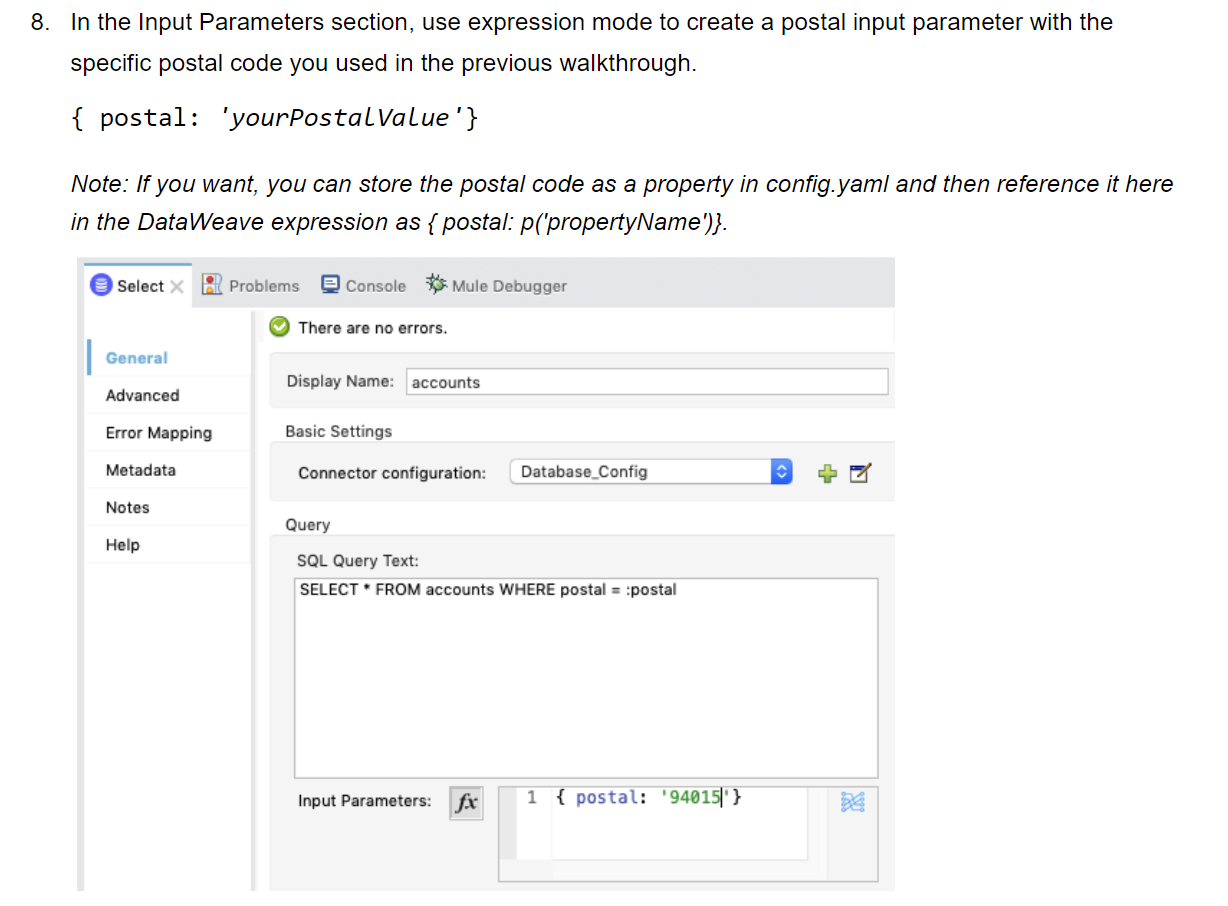 8. In the Input Parameters section, use expression mode to create a postal input parameter with the
specific postal code you used in the previous walkthrough.
{ postal: 'yourPostalValue'}
Note: If you want, you can store the postal code as a property in config.yaml and then reference it here
in the DataWeave expression as { postal: p('propertyName')}.
Select Problems Console Mule Debugger
There are no errors.
General
Display Name: accounts
Advanced
Error Mapping
Basic Settings
Metadata
Connector configuration: Database_Config
Notes
Query
Help
SQL Query Text:
SELECT * FROM accounts WHERE postal = :postal
Input Parameters: fx 1 { postal: '94015'}